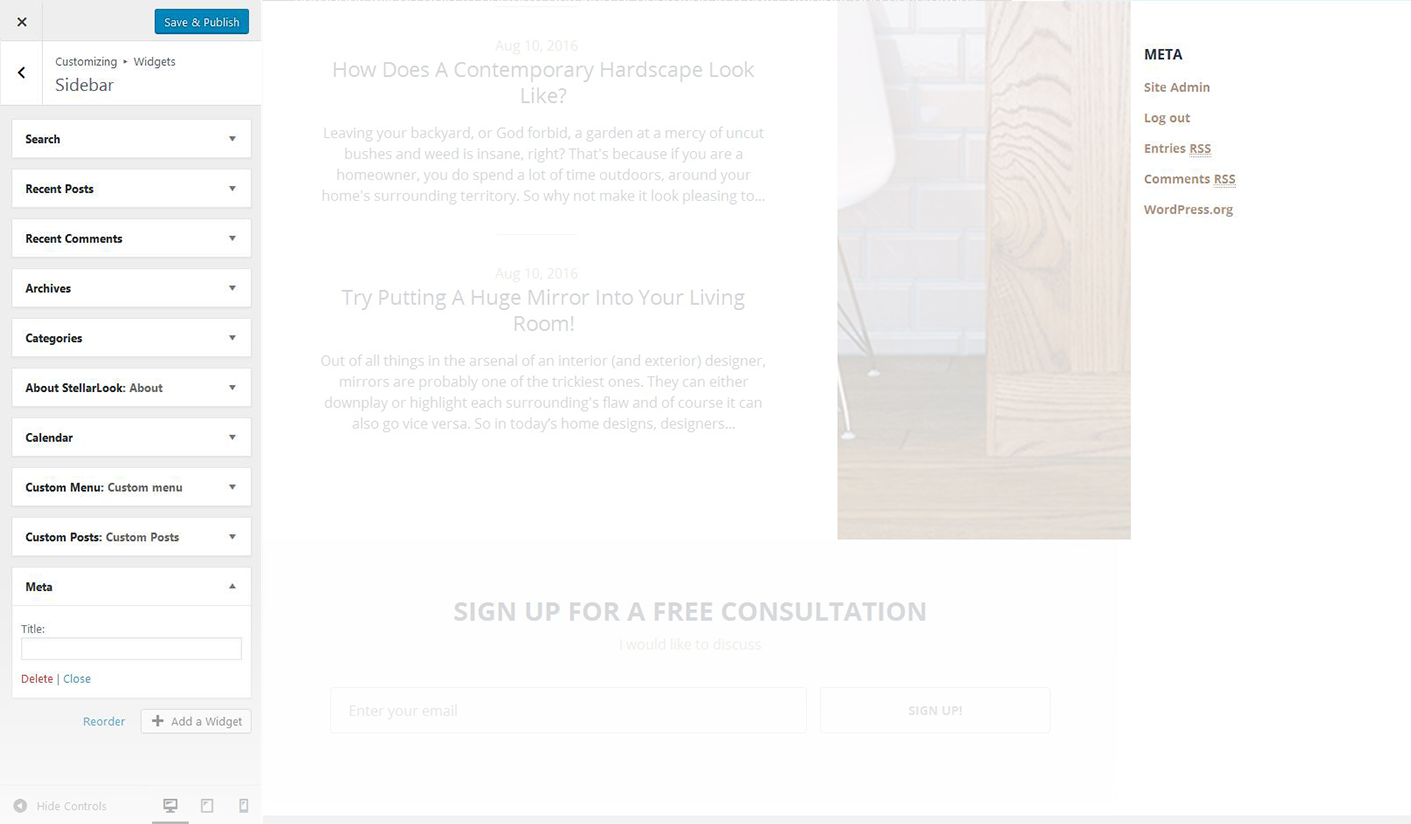 Save & Publish
Customizing ▸ Widgets
Sidebar
Search
Recent Posts
Recent Comments
Archives
Categories
About StellarLook: About
Calendar
Custom Menu: Custom menu
Custom Posts: Custom Posts
Meta
Title:
Delete | Close
Reorder
Add a Widget
Hide Controls
Aug 10, 2016
How Does A Contemporary Hardscape Look
Like?
Leaving your backyard, or God forbid, a garden at a mercy of uncut
bushes and weed is insane, right? That's because if you are a
homeowner, you do spend a lot of time outdoors, around your
home's surrounding territory. So why not make it look pleasing to...
Aug 10, 2016
Try Putting A Huge Mirror Into Your Living
Room!
Out of all things in the arsenal of an interior (and exterior) designer,
mirrors are probably one of the trickiest ones. They can either
downplay or highlight each surrounding's flaw and of course it can
also go vice versa. So in today's home designs, designers...
SIGN UP FOR A FREE CONSULTATION
I would like to discuss
Enter your email
SIGN UP!
META
Site Admin
Log out
Entries RSS
Comments RSS
WordPress.org